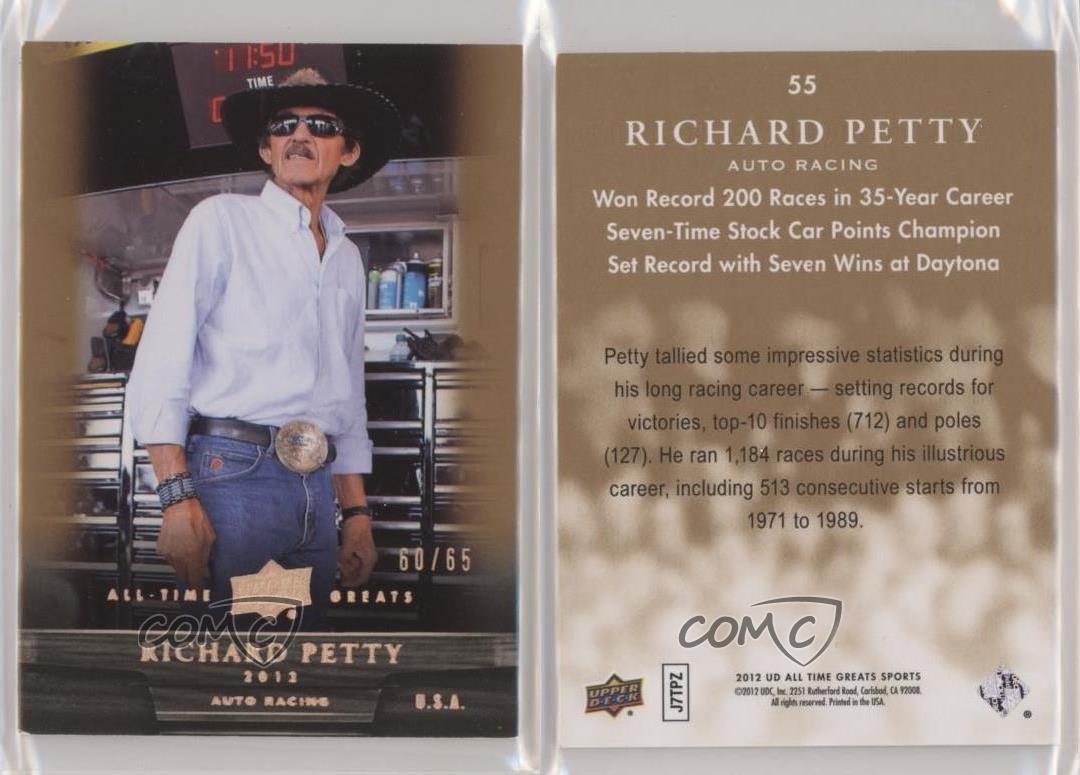 11:50
TIME
60/65
ALL-TIME GREATS
COMC
RICHARD PETTY
2012
AUTO RACING
U.S.A.
55
RICHARD PETTY
AUTO RACING
Won Record 200 Races in 35-Year Career
Seven-Time Stock Car Points Champion
Set Record with Seven Wins at Daytona
Petty tallied some impressive statistics during
his long racing career — setting records for
victories, top-10 finishes (712) and poles
(127). He ran 1,184 races during his illustrious
career, including 513 consecutive starts from
1971 to 1989.
COMC
UPPER
DECK
J7TPZ
2012 UD ALL TIME GREATS SPORTS
©2012 UDC, Inc. 2251 Rutherford Road, Carlsbad, CA 92008.
All rights reserved. Printed in the USA.